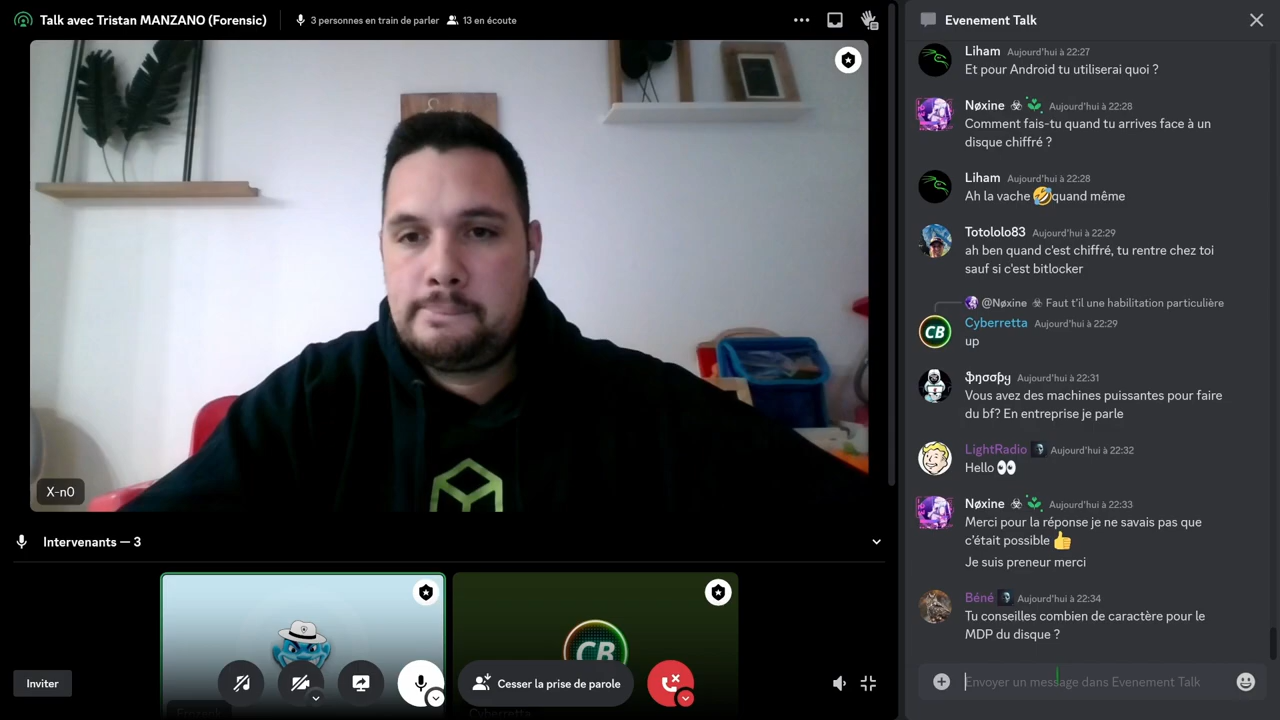 Talk avec Tristan MANZANO (Forensic)
3 personnes en train de parler
13 en écoute
Evenement Talk
Liham Aujourd'hui à 22:27
Et pour Android tu utiliserai quoi ?
Nøxine Aujourd'hui à 22:28
Comment fais-tu quand tu arrives face à un
disque chiffré ?
Liham Aujourd'hui à 22:28
Ah la vache 🤣quand même
Totololo83 Aujourd'hui à 22:29
ah ben quand c'est chiffré, tu rentre chez toi
sauf si c'est bitlocker
@Nøxine Faut t'il une habilitation particulière
Cyberretta Aujourd'hui à 22:29
up
Aujourd'hui à 22:31
Vous avez des machines puissantes pour faire
du bf? En entreprise je parle
LightRadio Aujourd'hui à 22:32
Hello 👀
Nøxine Aujourd'hui à 22:33
Merci pour la réponse je ne savais pas que
c'était possible 👍
Je suis preneur merci
Béné Aujourd'hui à 22:34
Tu conseilles combien de caractère pour le
MDP du disque ?
Envoyer un message dans Evenement Talk
X-n0
Intervenants — 3
CB
CB
Inviter
Cesser la prise de parole
Cyberretta